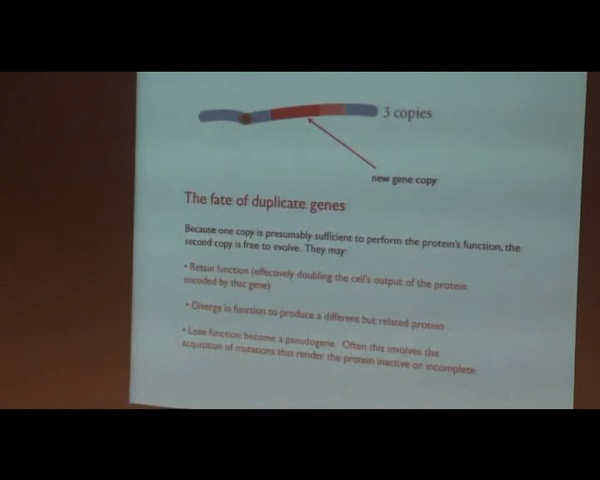 3 copies
new gene copy
The fate of duplicate genes
Because one copy is presumably sufficient to perform the protein's function, the
second copy is free to evolve. They may:
• Retain function (effectively doubling the cell's output of the protein
encoded by that gene)
• Diverge in function to produce a different but related protein
• Lose function: become a pseudogene. Often this involves the
acquisition of mutations that render the protein inactive or incomplete